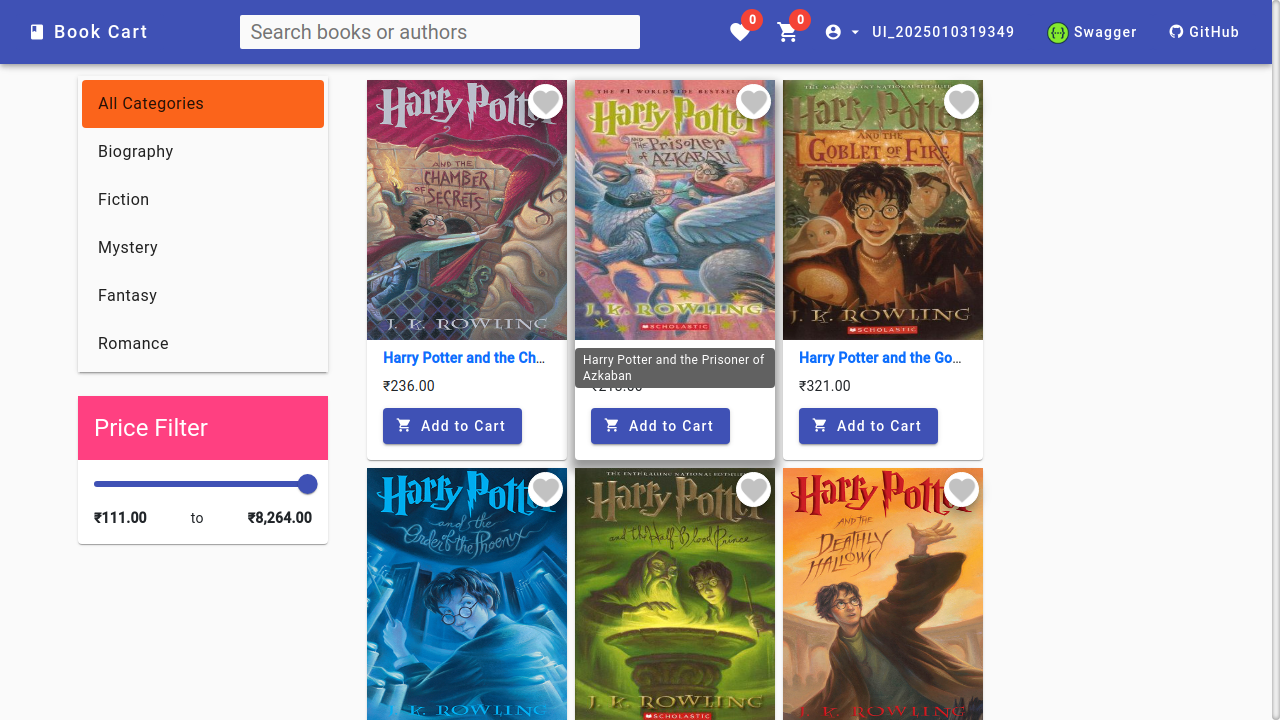 Book Cart
Search books or authors
0
0
UI_2025010319349
Swagger
GitHub
All Categories
Biography
Fiction
Mystery
Fantasy
Romance
Price Filter
₹111.00 to ₹8,264.00
Harry Potter
AND THE
CHAMBER
OF
SECRETS
J. K. ROWLING
Harry Potter and the Ch...
₹236.00
Add to Cart
THE #1 WORLDWIDE
Harry Potter
AND THE
Prisoner
of
AZKABAN
J. K. ROWLING
SCHOLASTIC
Harry Potter and the Prisoner of
Azkaban
Add to Cart
Harry Potter
AND THE
GOBLET OF FIRE
J. K. ROWLING
SCHOLASTIC
Harry Potter and the Go...
₹321.00
Add to Cart
Harry Potter
and the
Order of the Phoenix
J. K. ROWLING
Harry Potter
and the Half-Blood Prince
J. K. ROWLING
SCHOLASTIC
Harry Potter
AND THE
DEATHLY
HALLOWS
J. K. ROWLING